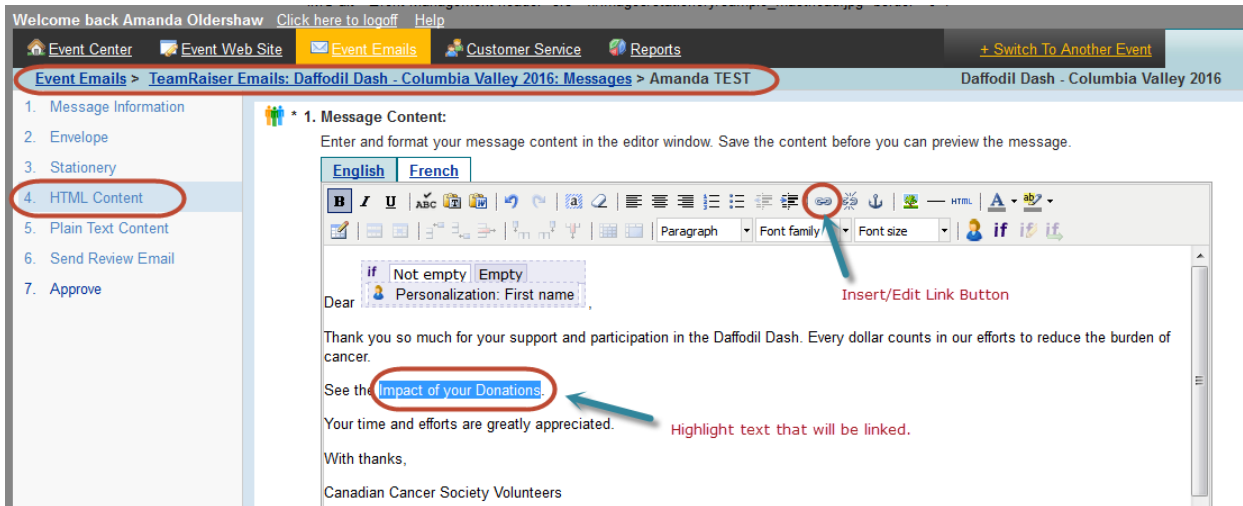 Welcome back Amanda Oldershaw Click here to logoff Help
Event Center Event Web Site Event Emails Customer Service Reports + Switch To Another Event
Event Emails > TeamRaiser Emails: Daffodil Dash - Columbia Valley 2016: Messages > Amanda TEST Daffodil Dash - Columbia Valley 2016
1. Message Information
2. Envelope
3. Stationery
4. HTML Content
5. Plain Text Content
6. Send Review Email
7. Approve
* 1. Message Content:
Enter and format your message content in the editor window. Save the content before you can preview the message.
English French
B I U ABC HTML A ab
Paragraph Font family Font size if if if
if Not empty Empty
Dear Personalization: First name ,
Insert/Edit Link Button
Thank you so much for your support and participation in the Daffodil Dash. Every dollar counts in our efforts to reduce the burden of
cancer.
See the Impact of your Donations.
Highlight text that will be linked.
Your time and efforts are greatly appreciated.
With thanks,
Canadian Cancer Society Volunteers